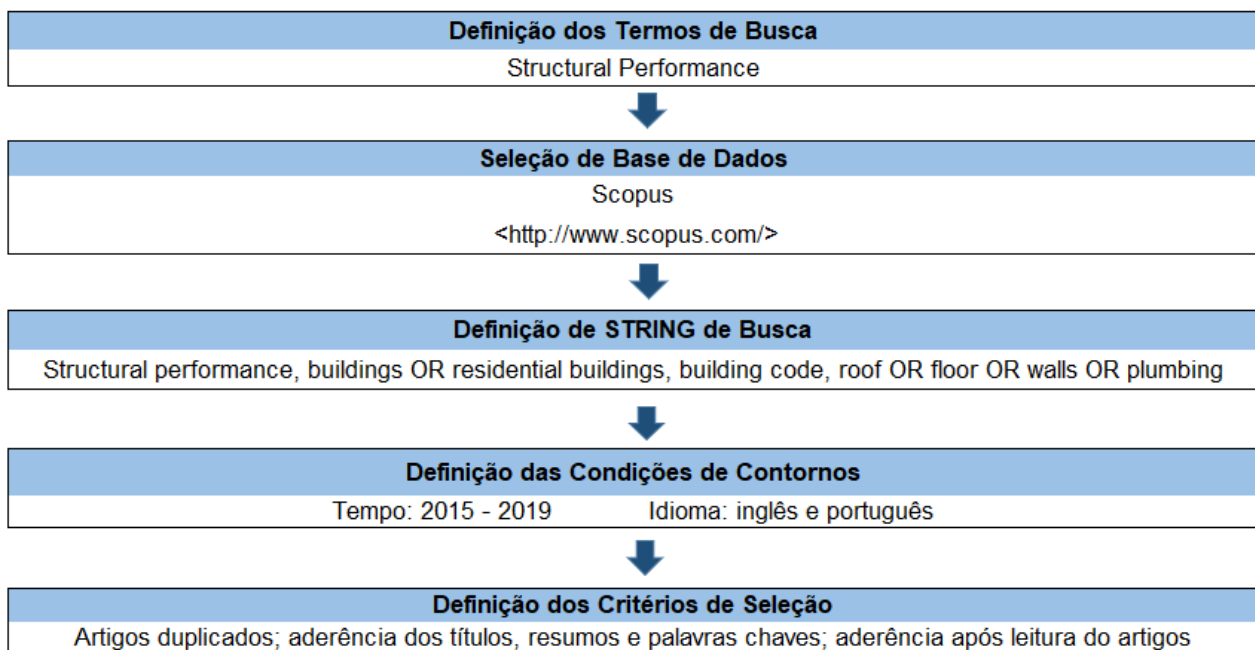 Definição dos Termos de Busca
Structural Performance
Seleção de Base de Dados
Scopus
<http://www.scopus.com/>
Definição de STRING de Busca
Structural performance, buildings OR residential buildings, building code, roof OR floor OR walls OR plumbing
Definição das Condições de Contornos
Tempo: 2015 - 2019 Idioma: inglês e português
Definição dos Critérios de Seleção
Artigos duplicados; aderência dos títulos, resumos e palavras chaves; aderência após leitura do artigos